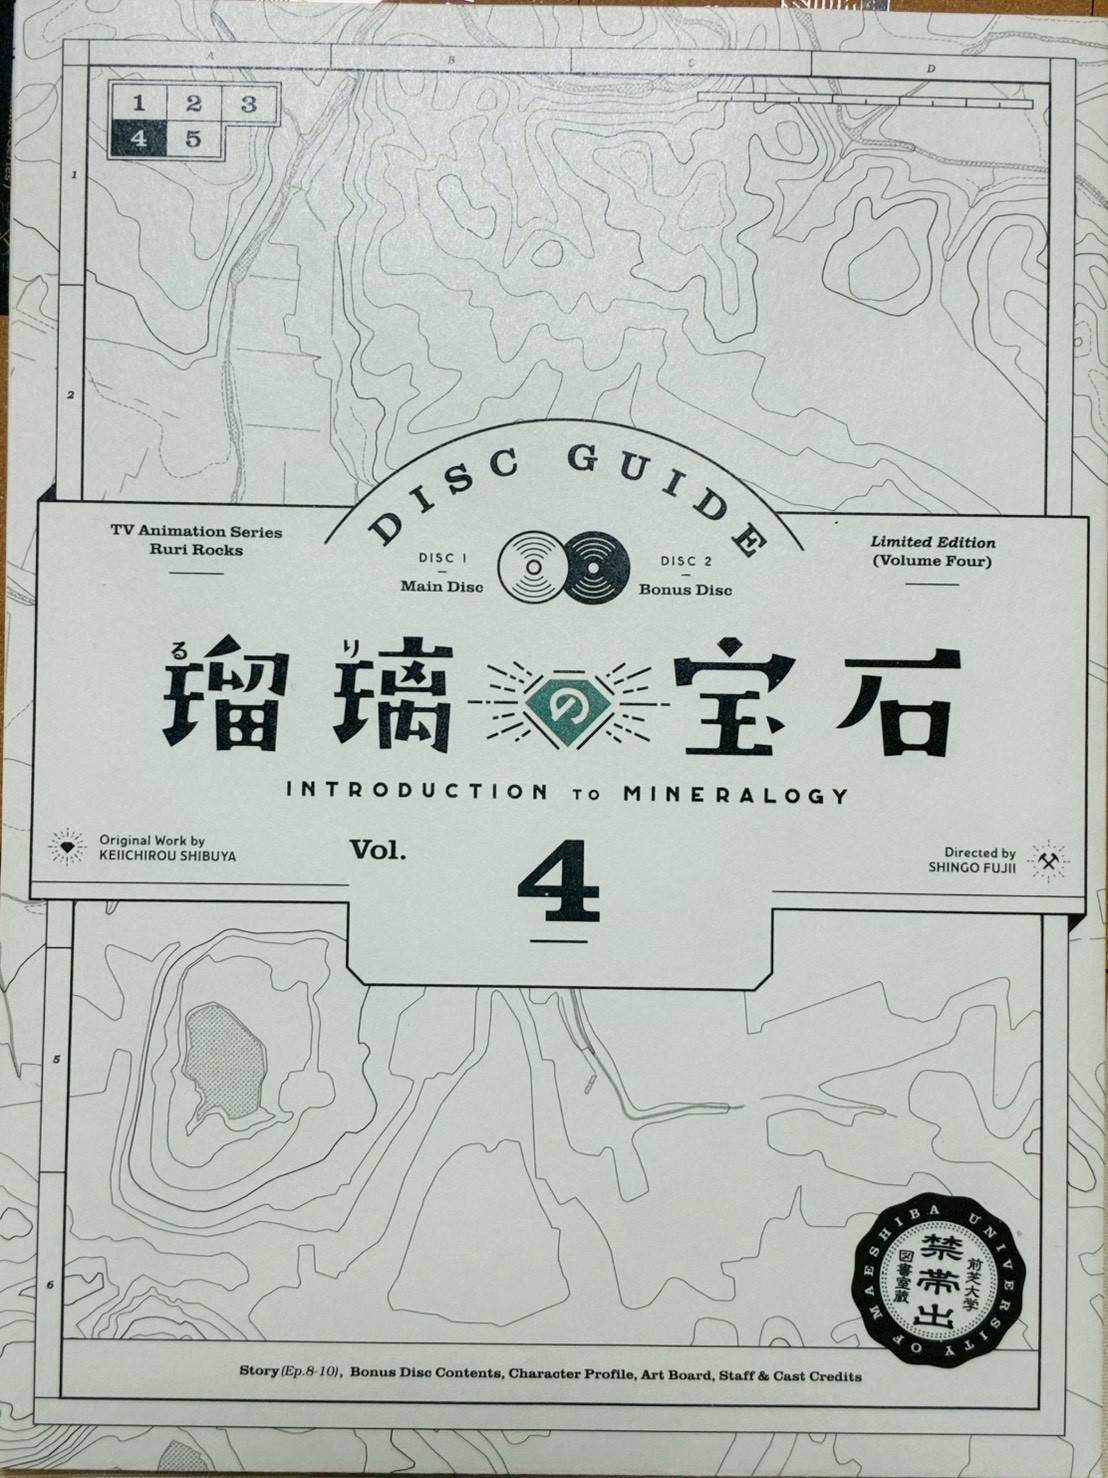 A B C D
1 2 3
4 5
1
2
DISC GUIDE
TV Animation Series
Ruri Rocks
DISC 1
Main Disc
DISC 2
Bonus Disc
Limited Edition
(Volume Four)
る り
瑠璃の宝石
INTRODUCTION TO MINERALOGY
Original Work by
KEIICHIROU SHIBUYA
Vol.
4
Directed by
SHINGO FUJII
5
6
UNIVERSITY OF MAESHIBA
前芝大学
禁帯出
図書室蔵
Story (Ep.8-10), Bonus Disc Contents, Character Profile, Art Board, Staff & Cast Credits